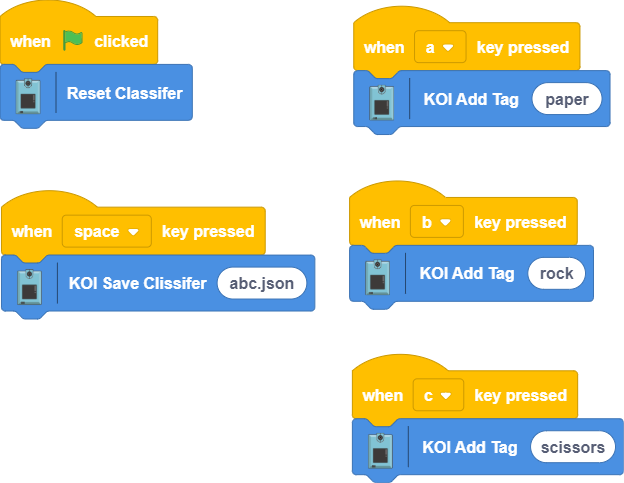 when clicked
Reset Classifer
when space key pressed
KOI Save Clissifer abc.json
when a key pressed
KOI Add Tag paper
when b key pressed
KOI Add Tag rock
when c key pressed
KOI Add Tag scissors